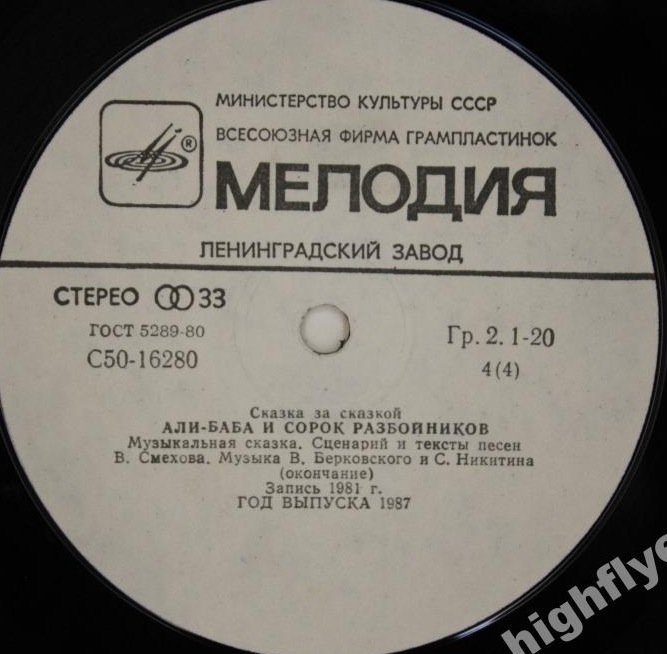 МИНИСТЕРСТВО КУЛЬТУРЫ СССР
ВСЕСОЮЗНАЯ ФИРМА ГРАМПЛАСТИНОК
®
МЕЛОДИЯ
ЛЕНИНГРАДСКИЙ ЗАВОД
СТЕРЕО 33
ГОСТ 5289-80
С50-16280
Гр. 2. 1-20
4(4)
Сказка за сказкой
АЛИ-БАБА И СОРОК РАЗБОЙНИКОВ
Музыкальная сказка. Сценарий и тексты песен
В. Смехова. Музыка В. Берковского и С. Никитина
(окончание)
Запись 1981 г.
ГОД ВЫПУСКА 1987
highflye